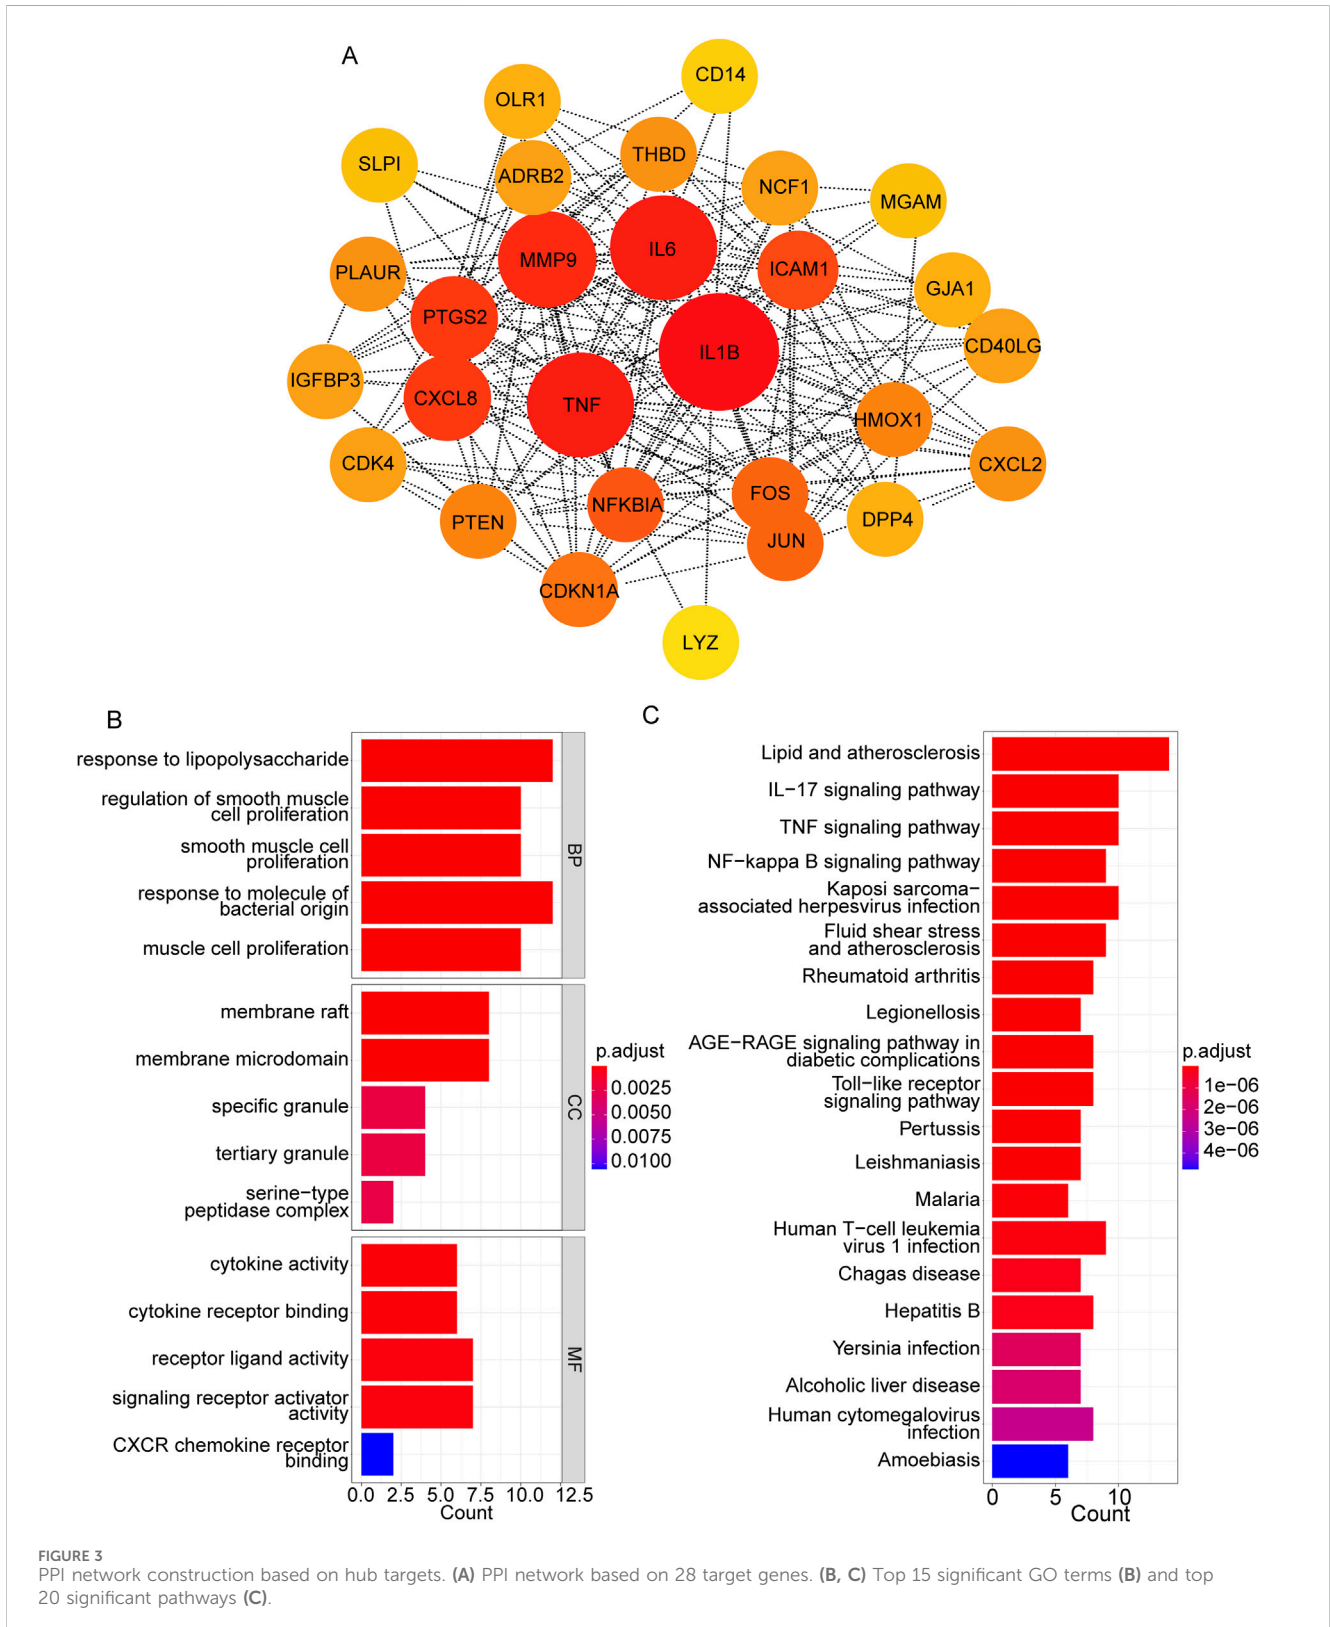 A
CD14
OLR1
THBD
SLPI
ADRB2
NCF1
MGAM
IL6
MMP9
ICAM1
PLAUR
GJA1
PTGS2
CD40LG
IL1B
IGFBP3
CXCL8
TNF
HMOX1
CDK4
CXCL2
FOS
NFKBIA
PTEN
DPP4
JUN
CDKN1A
LYZ
B
response to lipopolysaccharide
regulation of smooth muscle
cell proliferation
smooth muscle cell
proliferation
response to molecule of
bacterial origin
muscle cell proliferation
BP
membrane raft
membrane microdomain
specific granule
tertiary granule
serine−type
peptidase complex
CC
cytokine activity
cytokine receptor binding
receptor ligand activity
signaling receptor activator
activity
CXCR chemokine receptor
binding
MF
0.0 2.5 5.0 7.5 10.0 12.5
Count
p.adjust
0.0025
0.0050
0.0075
0.0100
C
Lipid and atherosclerosis
IL−17 signaling pathway
TNF signaling pathway
NF−kappa B signaling pathway
Kaposi sarcoma−
associated herpesvirus infection
Fluid shear stress
and atherosclerosis
Rheumatoid arthritis
Legionellosis
AGE−RAGE signaling pathway in
diabetic complications
Toll−like receptor
signaling pathway
Pertussis
Leishmaniasis
Malaria
Human T−cell leukemia
virus 1 infection
Chagas disease
Hepatitis B
Yersinia infection
Alcoholic liver disease
Human cytomegalovirus
infection
Amoebiasis
0 5 10
Count
p.adjust
1e−06
2e−06
3e−06
4e−06
FIGURE 3
PPI network construction based on hub targets. (A) PPI network based on 28 target genes. (B, C) Top 15 significant GO terms (B) and top
20 significant pathways (C).